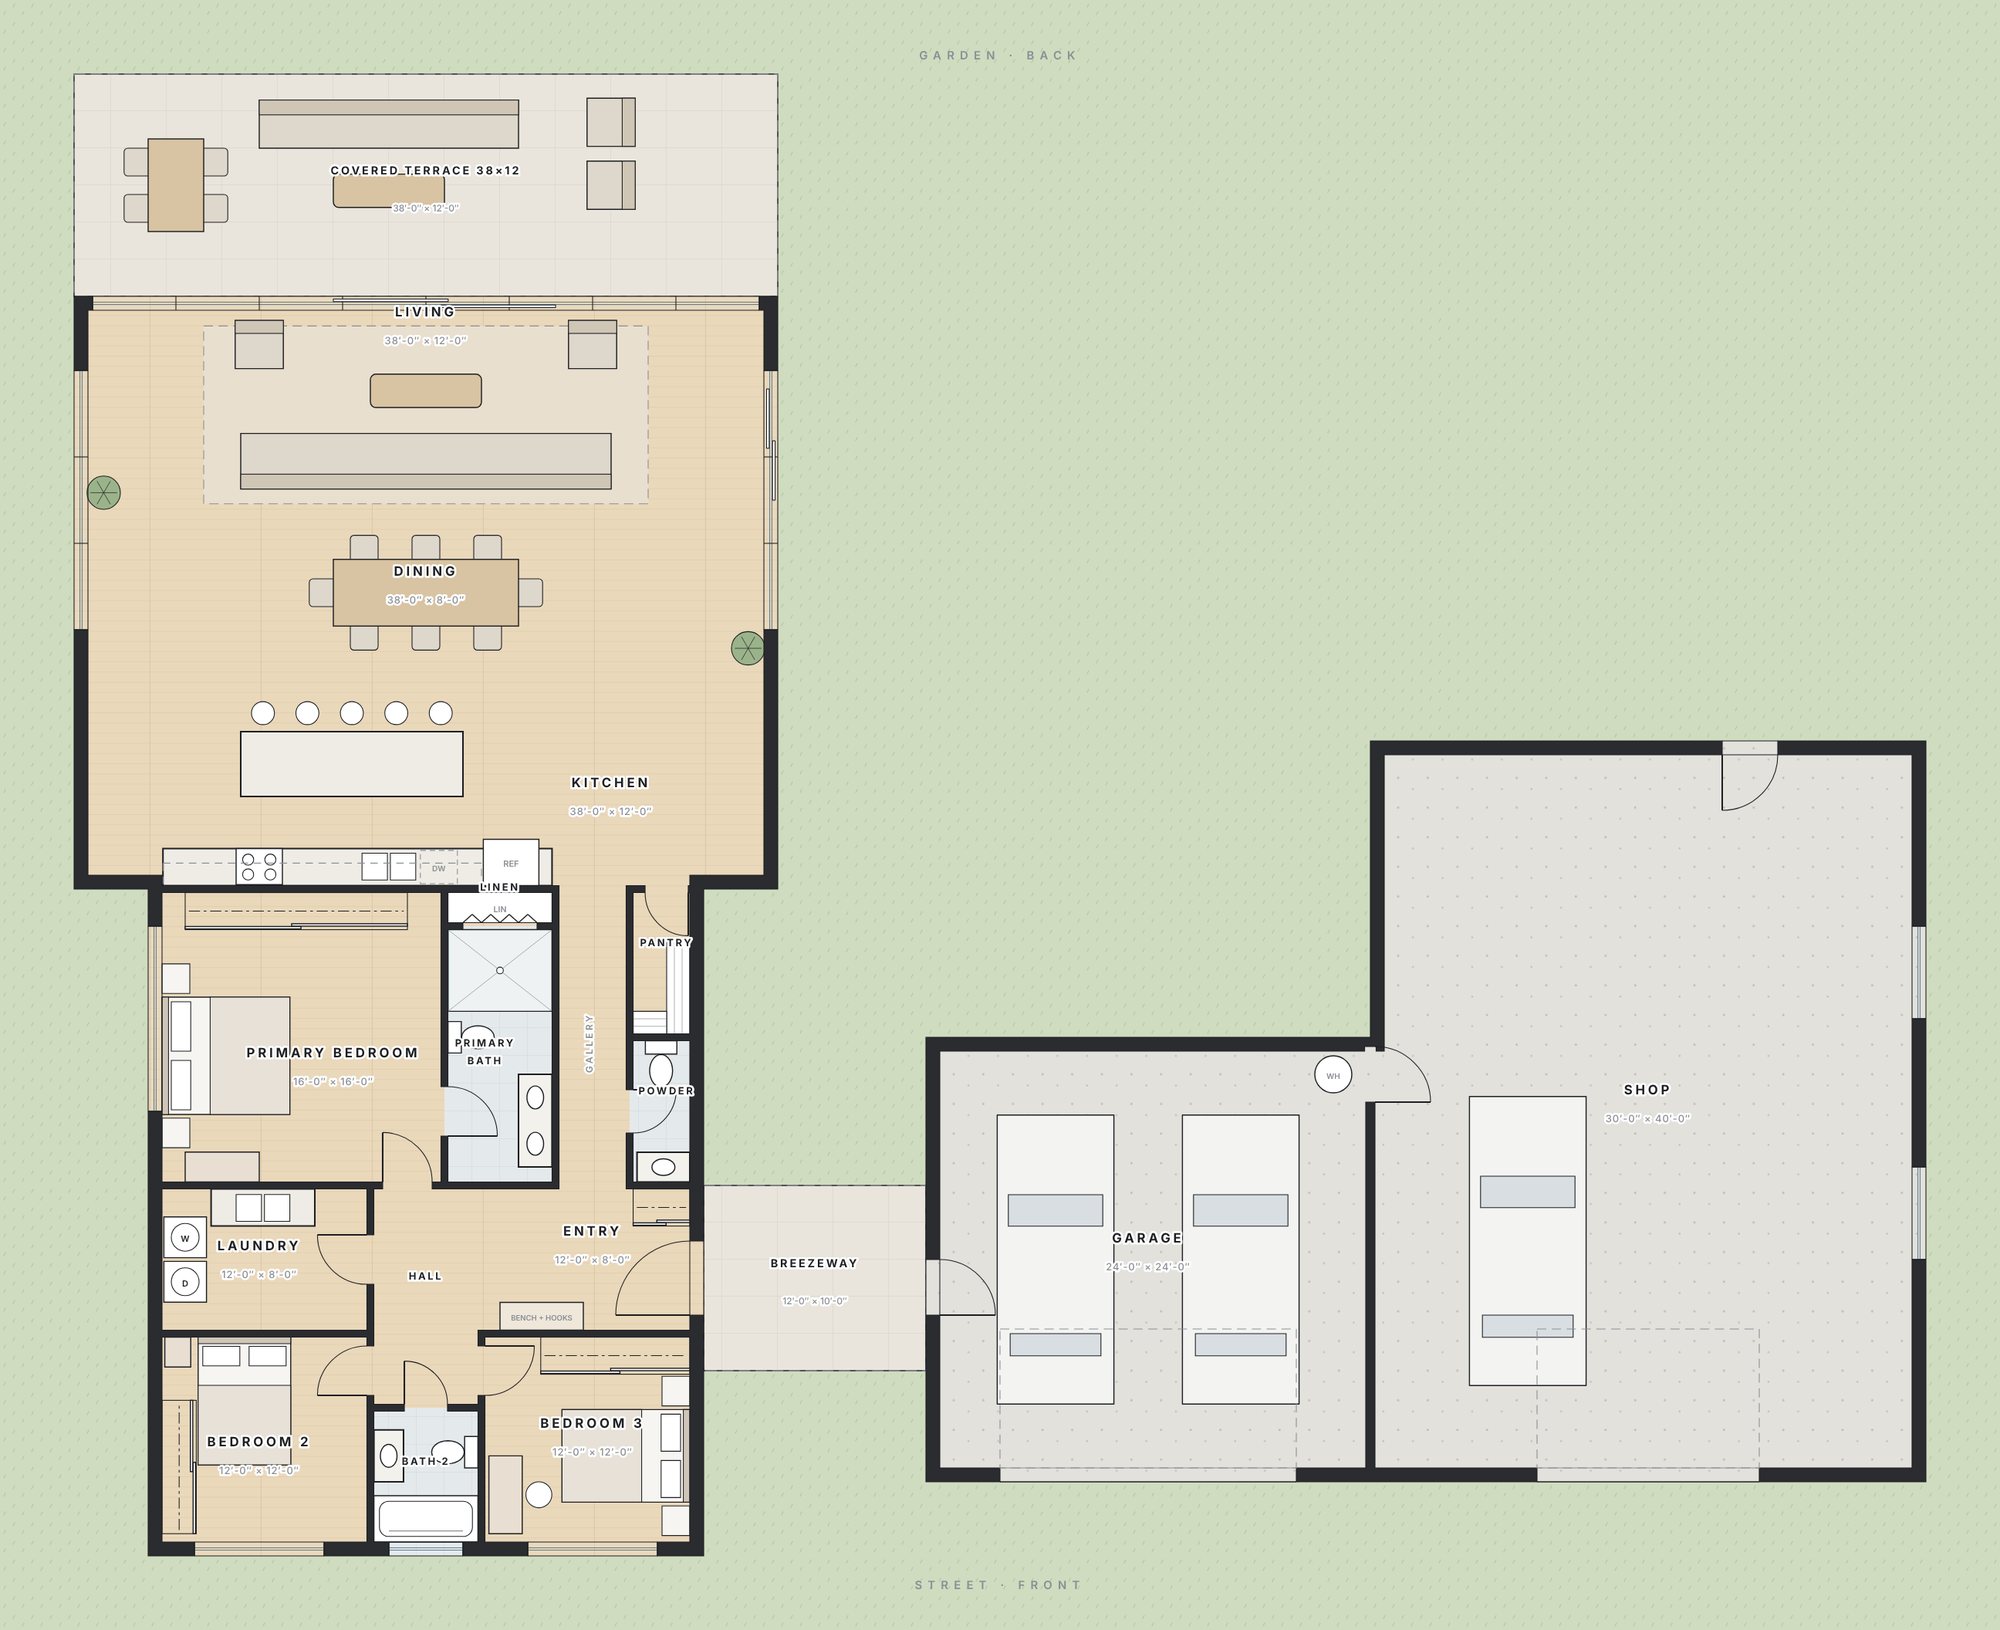 GARDEN · BACK
COVERED TERRACE 38×12
38'-0" × 12'-0"
LIVING
38'-0" × 12'-0"
DINING
38'-0" × 8'-0"
KITCHEN
38'-0" × 12'-0"
REF
DW
LINEN
LIN
PANTRY
GALLERY
PRIMARY
BATH
PRIMARY BEDROOM
16'-0" × 16'-0"
POWDER
WH
SHOP
30'-0" × 40'-0"
ENTRY
12'-0" × 8'-0"
W
LAUNDRY
12'-0" × 8'-0"
D
HALL
BENCH + HOOKS
BREEZEWAY
12'-0" × 10'-0"
GARAGE
24'-0" × 24'-0"
BEDROOM 2
12'-0" × 12'-0"
BATH 2
BEDROOM 3
12'-0" × 12'-0"
STREET · FRONT